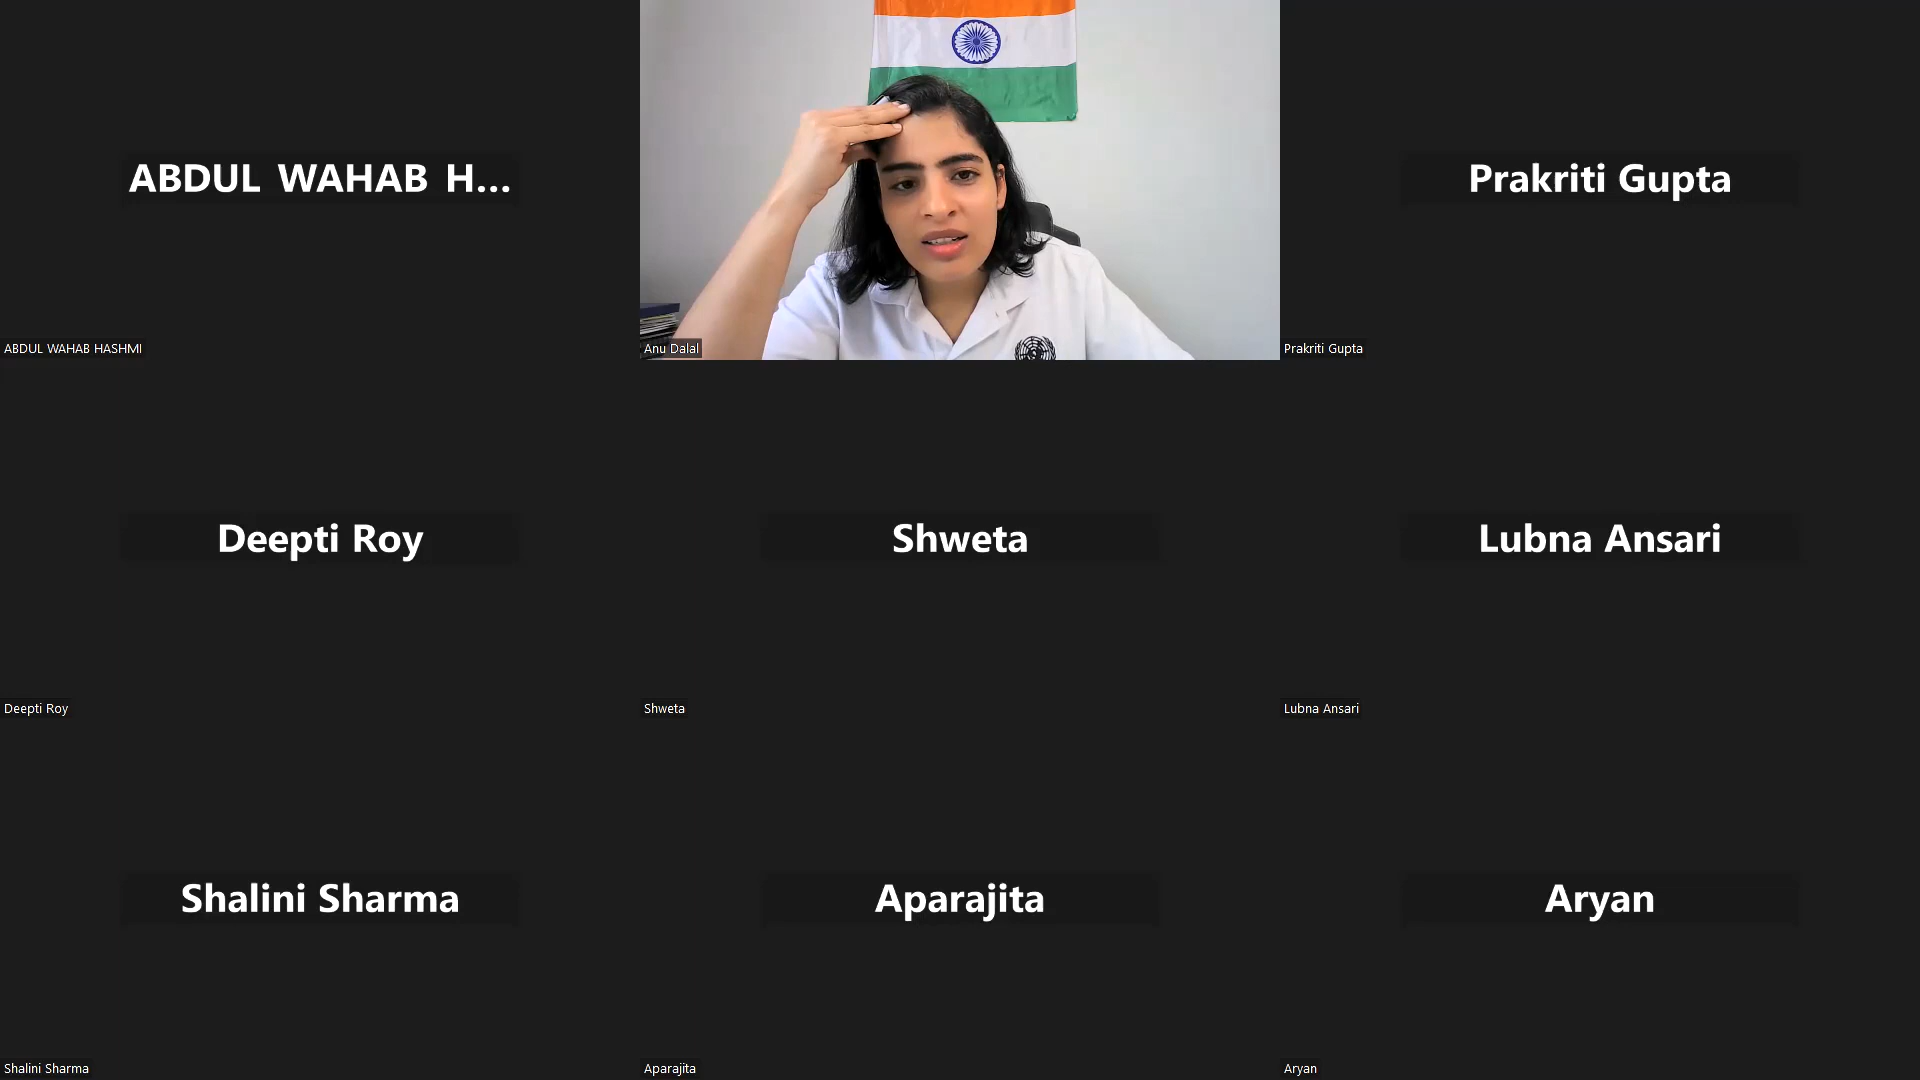 ABDUL WAHAB H...
ABDUL WAHAB HASHMI
Anu Dalal
Prakriti Gupta
Prakriti Gupta
Deepti Roy
Deepti Roy
Shweta
Shweta
Lubna Ansari
Lubna Ansari
Shalini Sharma
Shalini Sharma
Aparajita
Aparajita
Aryan
Aryan